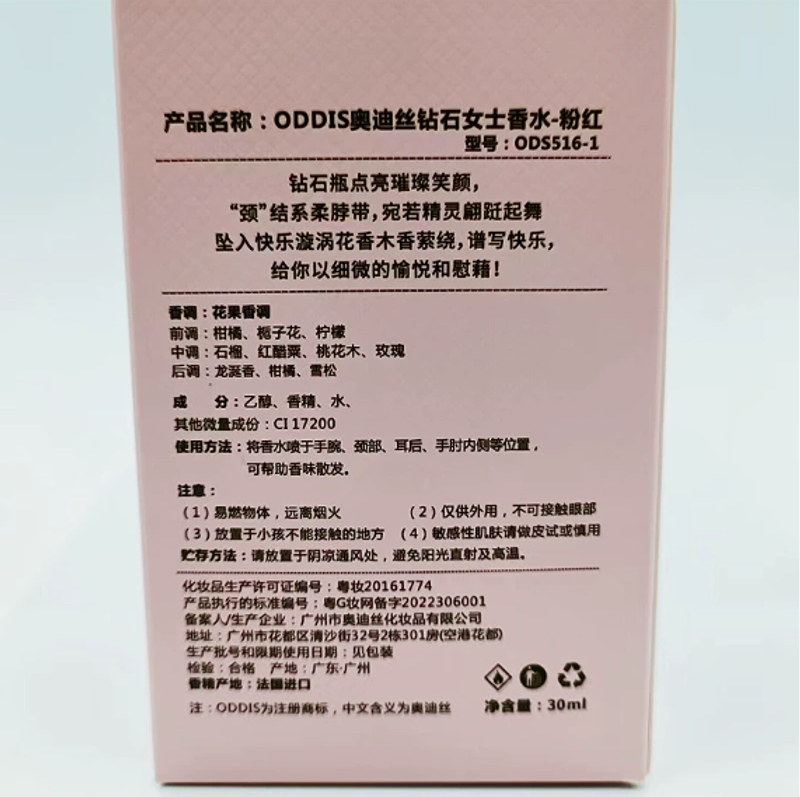 产品名称：ODDIS奥迪丝钻石女士香水-粉红
型号：ODS516-1
钻石瓶点亮璀璨笑颜，
“颈”结系柔脖带，宛若精灵翩跹起舞
坠入快乐漩涡花香木香萦绕，谱写快乐，
给你以细微的愉悦和慰藉！
香调：花果香调
前调：柑橘、栀子花、柠檬
中调：石榴、红醋粟、桃花木、玫瑰
后调：龙涎香、柑橘、雪松
成 分：乙醇、香精、水、
其他微量成份：CI 17200
使用方法：将香水喷于手腕、颈部、耳后、手肘内侧等位置，
可帮助香味散发。
注意：
（1）易燃物体，远离烟火 （2）仅供外用，不可接触眼部
（3）放置于小孩不能接触的地方 （4）敏感性肌肤请做皮试或慎用
贮存方法：请放置于阴凉通风处，避免阳光直射及高温。
化妆品生产许可证编号：粤妆20161774
产品执行的标准编号：粤G妆网备字2022306001
备案人/生产企业：广州市奥迪丝化妆品有限公司
地址：广州市花都区清沙街32号2栋301房(空港花都)
生产批号和限期使用日期：见包装
检验：合格 产地：广东·广州
香精产地：法国进口
注：ODDIS为注册商标，中文含义为奥迪丝
净含量：30ml